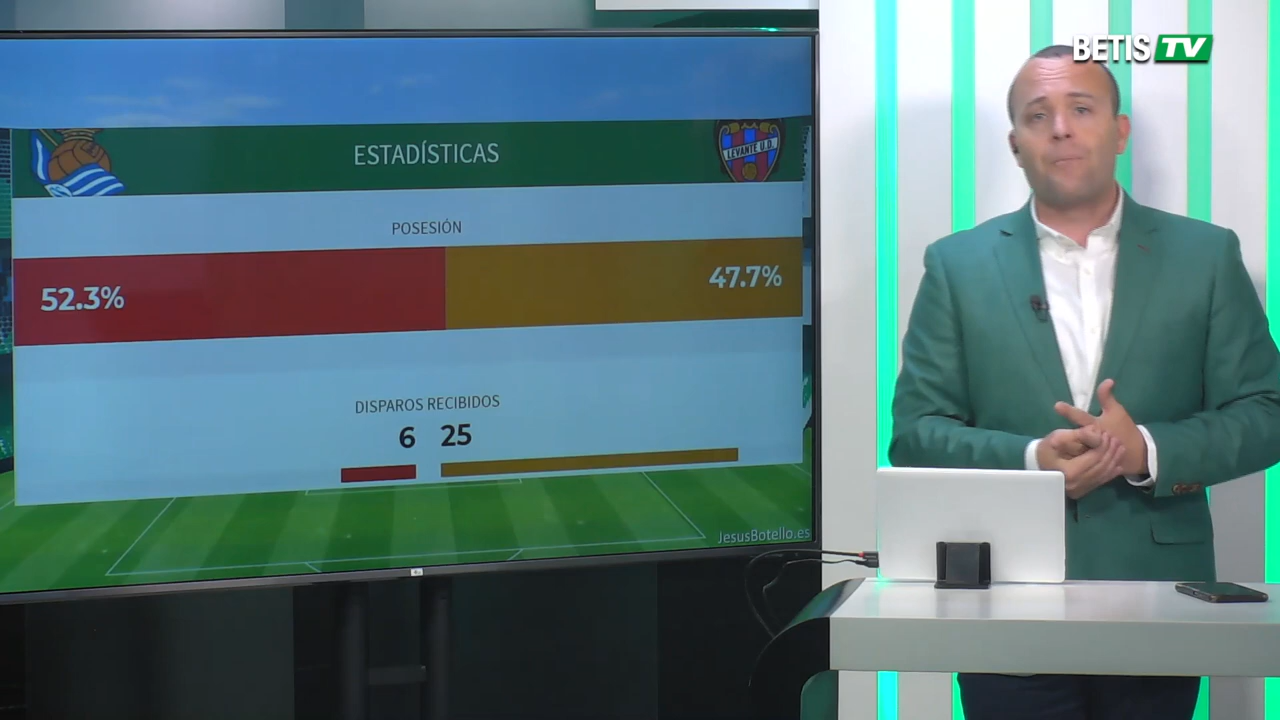 BETIS TV
ESTADÍSTICAS
LEVANTE U.D.
POSESIÓN
52.3%
47.7%
DISPAROS RECIBIDOS
6 25
JesusBotello.es